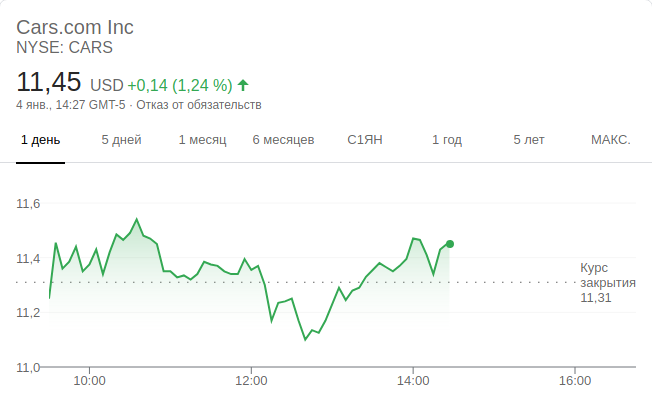 Cars.com Inc
NYSE: CARS
11,45 USD +0,14 (1,24 %)
4 янв., 14:27 GMT-5 · Отказ от обязательств
1 день 5 дней 1 месяц 6 месяцев С1ЯН 1 год 5 лет МАКС.
11,6
11,4
Курс
закрытия
11,31
11,2
11,0
10:00 12:00 14:00 16:00